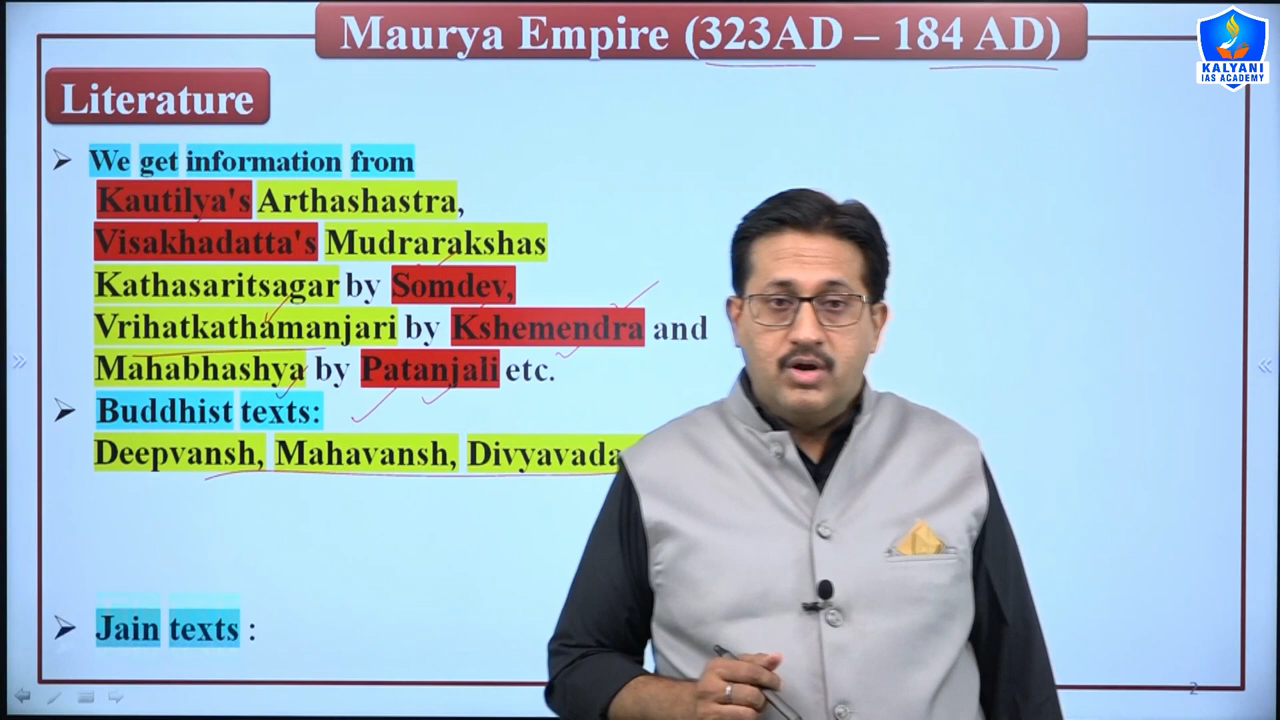 Maurya Empire (323AD – 184 AD)
KALYANI
IAS ACADEMY
Literature
We get information from
Kautilya's Arthashastra,
Visakhadatta's Mudrarakshas
Kathasaritsagar by Somdev,
Vrihatkathamanjari by Kshemendra and
Mahabhashya by Patanjali etc.
Buddhist texts:
Deepvansh, Mahavansh,
Jain texts :
2